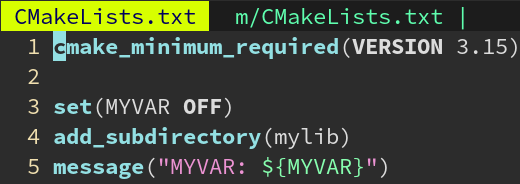 CMakeLists.txt m/CMakeLists.txt |
1 cmake_minimum_required(VERSION 3.15)
2
3 set(MYVAR OFF)
4 add_subdirectory(mylib)
5 message("MYVAR: ${MYVAR}")